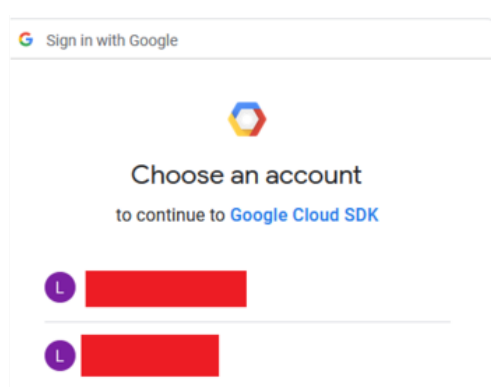 Sign in with Google
Choose an account
to continue to Google Cloud SDK
L
L